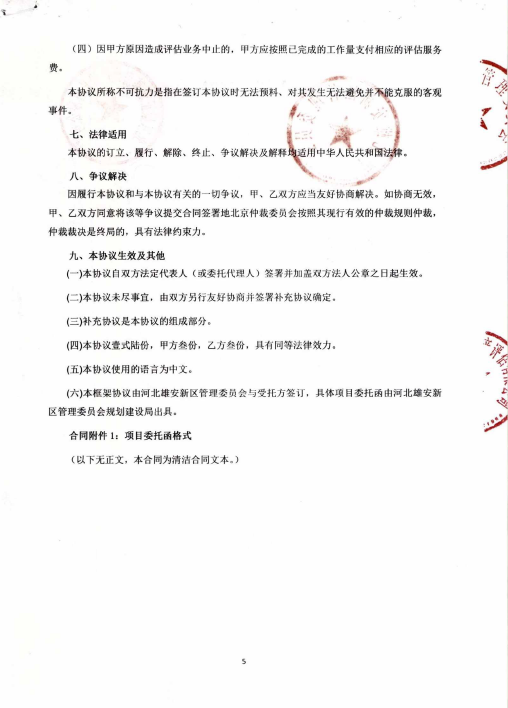 （四）因甲方原因造成评估业务中止的，甲方应按照已完成的工作量支付相应的评估服务
费。
本协议所称不可抗力是指在签订本协议时无法预料、对其发生无法避免并不能克服的客观
事件。
七、法律适用
本协议的订立、履行、解除、终止、争议解决及解释均适用中华人民共和国法律。
八、争议解决
因履行本协议和与本协议有关的一切争议，甲、乙双方应当友好协商解决。如协商无效，
甲、乙双方同意将该等争议提交合同签署地北京仲裁委员会按照其现行有效的仲裁规则仲裁，
仲裁裁决是终局的，具有法律约束力。
九、本协议生效及其他
(一)本协议自双方法定代表人（或委托代理人）签署并加盖双方法人公章之日起生效。
(二)本协议未尽事宜，由双方另行友好协商并签署补充协议确定。
(三)补充协议是本协议的组成部分。
(四)本协议壹式陆份，甲方叁份，乙方叁份，具有同等法律效力。
(五)本协议使用的语言为中文。
(六)本框架协议由河北雄安新区管理委员会与受托方签订，具体项目委托函由河北雄安新
区管理委员会规划建设局出具。
合同附件 1：项目委托函格式
（以下无正文，本合同为清洁合同文本。）
5